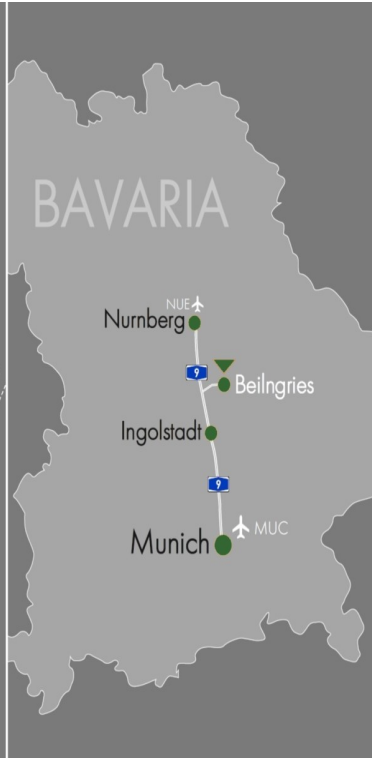 BAVARIA
NUE
Nurnberg
9
Beilngries
Ingolstadt
9
MUC
Munich